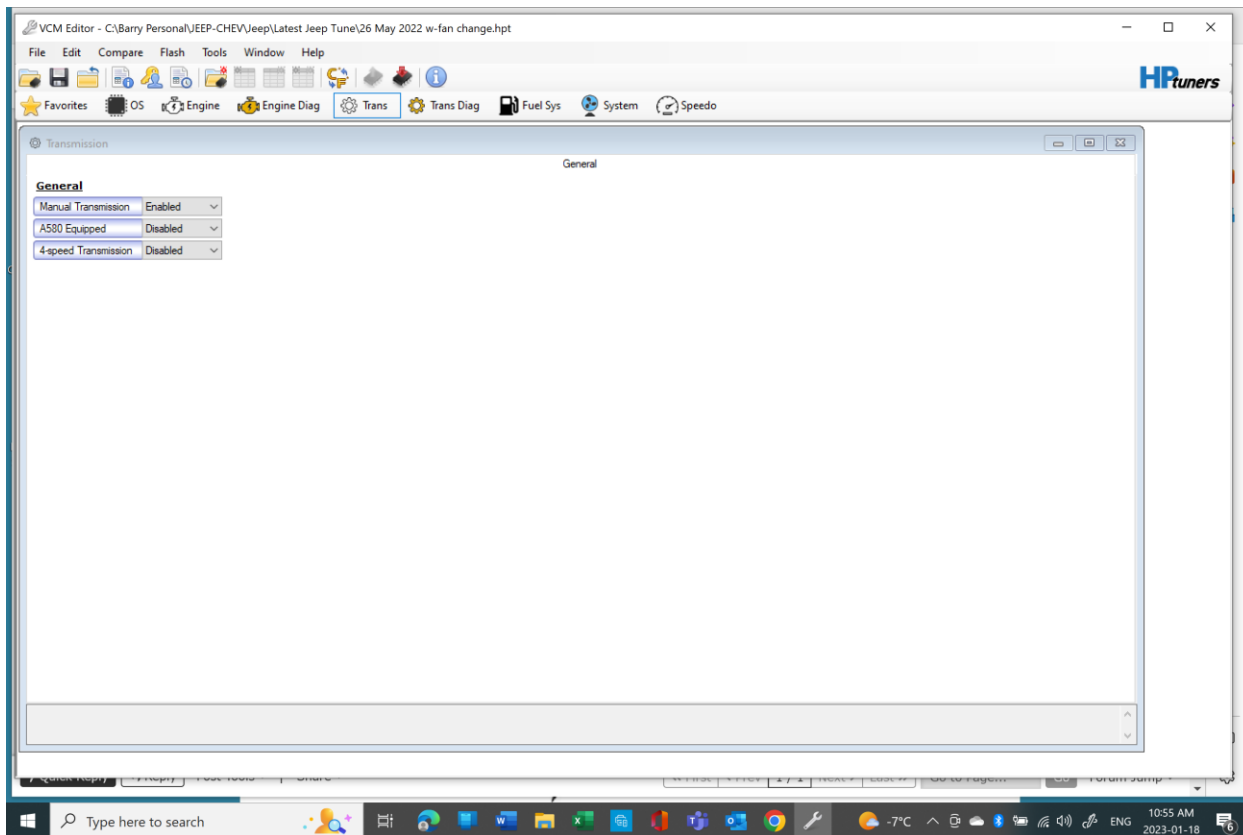 VCM Editor - C:\Barry Personal\JEEP-CHEV\Jeep\Latest Jeep Tune\26 May 2022 w-fan change.hpt
File Edit Compare Flash Tools Window Help
HPtuners
Favorites OS Engine Engine Diag Trans Trans Diag Fuel Sys System Speedo
Transmission
General
General
Manual Transmission Enabled
A580 Equipped Disabled
4-speed Transmission Disabled
Type here to search
-7°C ENG 10:55 AM
2023-01-18
6